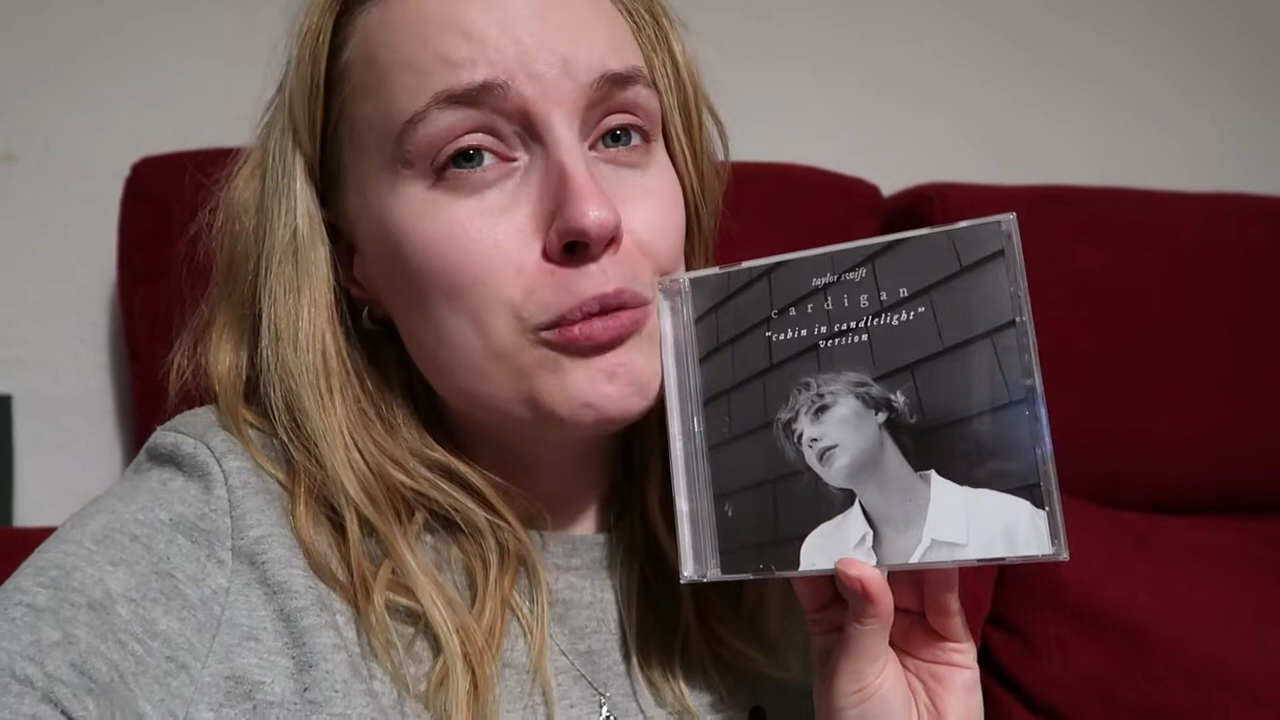 taylor swift
cardigan
“cabin in candlelight”
version